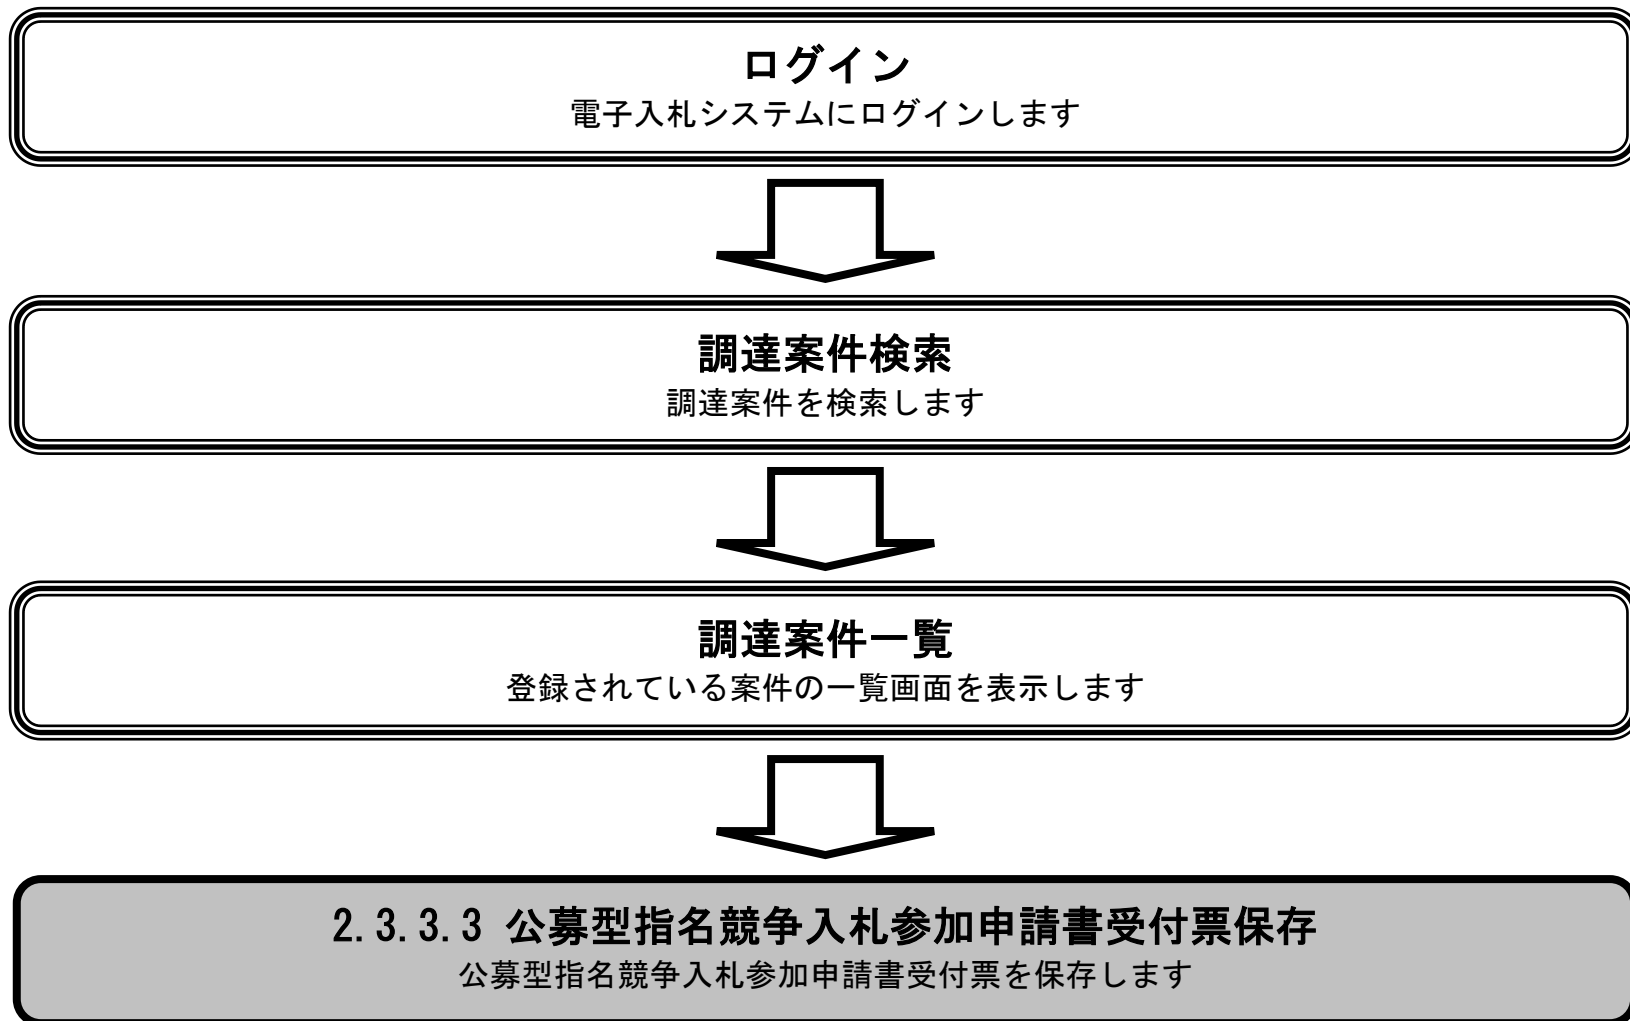 ログイン
電子入札システムにログインします
調達案件検索
調達案件を検索します
調達案件一覧
登録されている案件の一覧画面を表示します
2.3.3.3 公募型指名競争入札参加申請書受付票保存
公募型指名競争入札参加申請書受付票を保存します